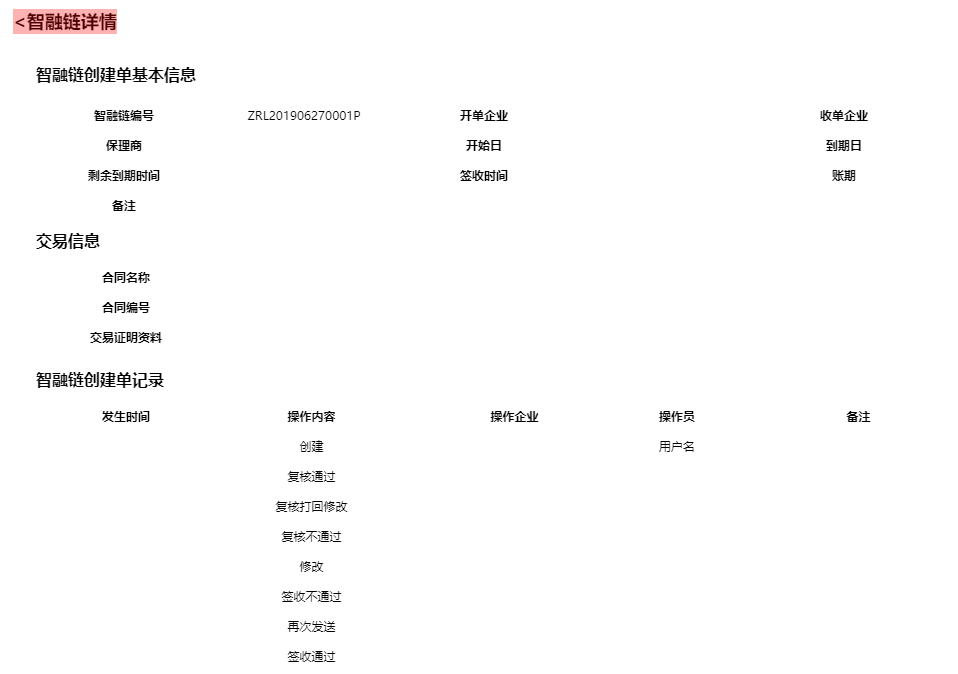 <智融链详情
智融链创建单基本信息
智融链编号 ZRL201906270001P 开单企业 收单企业
保理商 开始日 到期日
剩余到期时间 签收时间 账期
备注
交易信息
合同名称
合同编号
交易证明资料
智融链创建单记录
发生时间 操作内容 操作企业 操作员 备注
创建 用户名
复核通过
复核打回修改
复核不通过
修改
签收不通过
再次发送
签收通过